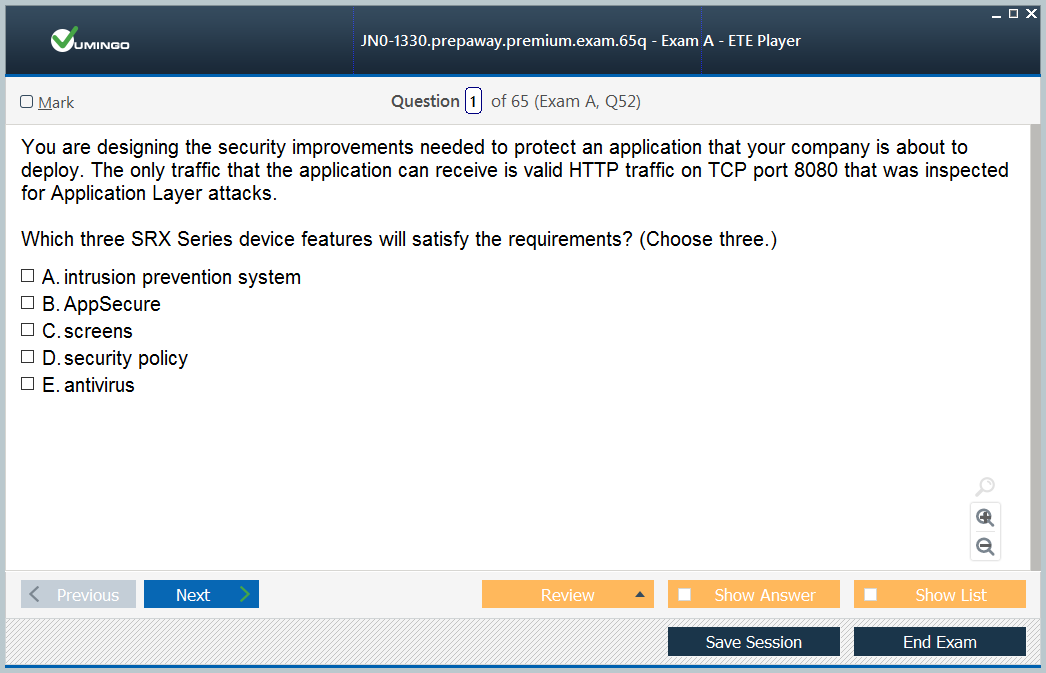 VUMINGO
JN0-1330.prepaway.premium.exam.65q - Exam A - ETE Player
Mark
Question 1 of 65 (Exam A, Q52)
You are designing the security improvements needed to protect an application that your company is about to
deploy. The only traffic that the application can receive is valid HTTP traffic on TCP port 8080 that was inspected
for Application Layer attacks.
Which three SRX Series device features will satisfy the requirements? (Choose three.)
A. intrusion prevention system
B. AppSecure
C. screens
D. security policy
E. antivirus
Previous
Next
Review
Show Answer
Show List
Save Session
End Exam